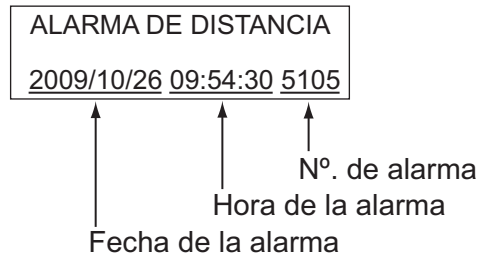 ALARMA DE DISTANCIA
2009/10/26 09:54:30 5105
Nº. de alarma
Hora de la alarma
Fecha de la alarma